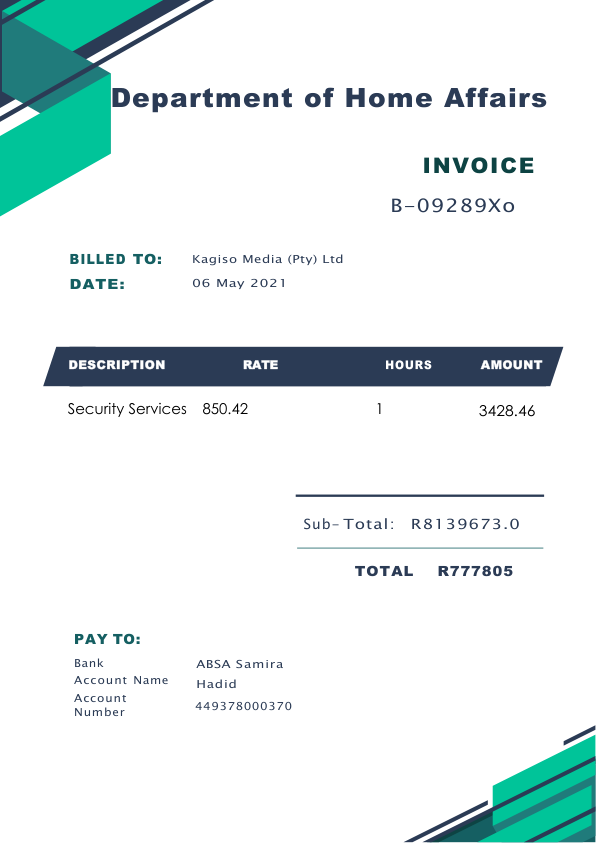 Department of Home Affairs
INVOICE
B-09289Xo
BILLED TO: Kagiso Media (Pty) Ltd
DATE: 06 May 2021
DESCRIPTION RATE HOURS AMOUNT
Security Services 850.42 1 3428.46
Sub-Total: R8139673.0
TOTAL R777805
PAY TO:
Bank ABSA Samira
Account Name Hadid
Account
Number 449378000370